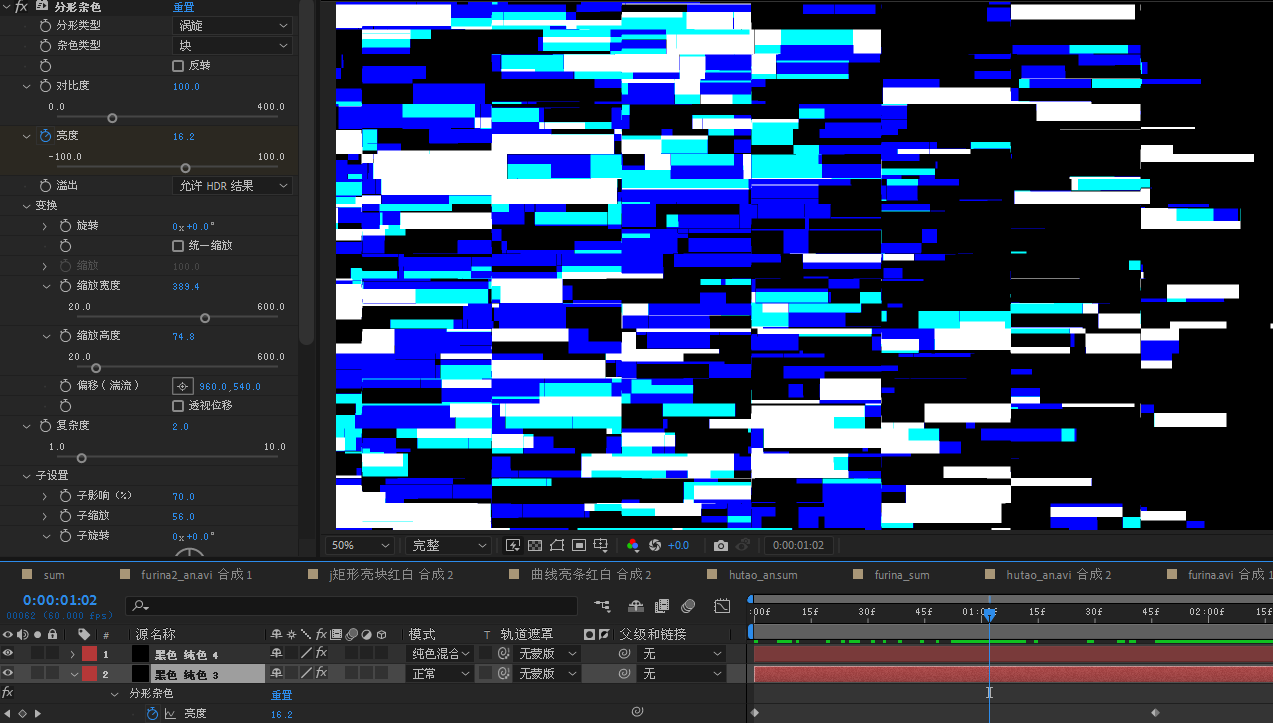 fx 分形杂色 重置
分形类型 涡旋
杂色类型 块
反转
对比度 100.0
0.0 400.0
亮度 16.2
-100.0 100.0
溢出 允许 HDR 结果
变换
旋转 0x+0.0°
统一缩放
缩放 100.0
缩放宽度 389.4
20.0 600.0
缩放高度 74.8
20.0 600.0
偏移(湍流) 960.0,540.0
透视位移
复杂度 2.0
1.0 10.0
子设置
子影响(%) 70.0
子缩放 56.0
子旋转 0x+0.0°
50% 完整 +0.0 0:00:01:02
sum furina2_an.avi 合成 1 j矩形亮块红白 合成 2 曲线亮条红白 合成 2 hutao_an.sum furina_sum hutao_an.avi 合成 2 furina.avi 合成 1
0:00:01:02
00062 (60.000 fps)
:00f 15f 30f 45f 01:00f 15f 30f 45f 02:00f 15f
# 源名称 fx 模式 T 轨道遮罩 父级和链接
1 黑色 纯色 4 fx 纯色混合 无蒙版 无
2 黑色 纯色 3 fx 正常 无蒙版 无
fx 分形杂色 重置
亮度 16.2